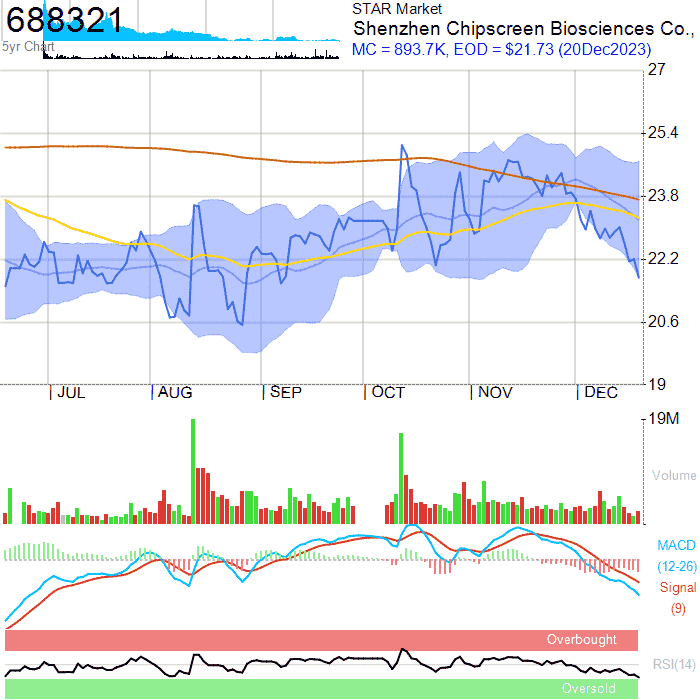 688321
5yr Chart
STAR Market
Shenzhen Chipscreen Biosciences Co.,
MC = 893.7K, EOD = $21.73 (20Dec2023)
27
25.4
23.8
22.2
20.6
19
JUL AUG SEP OCT NOV DEC
19M
Volume
MACD
(12-26)
Signal
(9)
Overbought
RSI(14)
Oversold